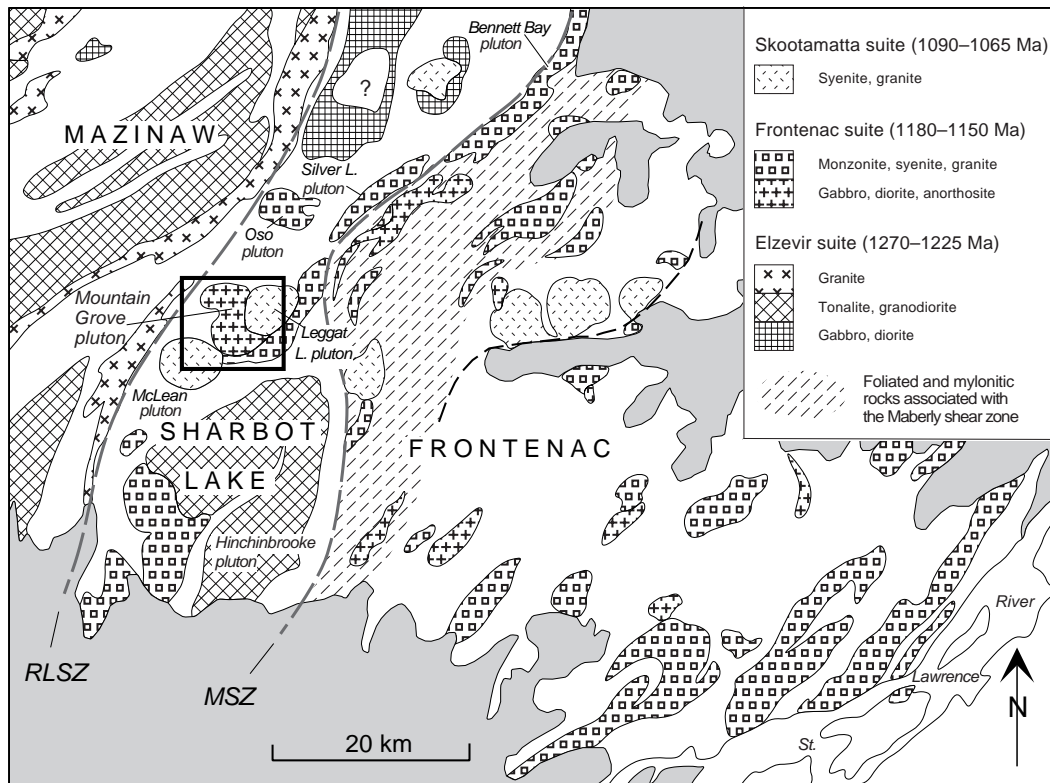 Bennett Bay
pluton
MAZINAW
?
Silver L.
pluton
Oso
pluton
Mountain
Grove
pluton
Leggat
L. pluton
McLean
pluton
SHARBOT
LAKE
FRONTENAC
Hinchinbrooke
pluton
RLSZ
MSZ
20 km
River
Lawrence
St.
N
Skootamatta suite (1090–1065 Ma)
Syenite, granite
Frontenac suite (1180–1150 Ma)
Monzonite, syenite, granite
Gabbro, diorite, anorthosite
Elzevir suite (1270–1225 Ma)
Granite
Tonalite, granodiorite
Gabbro, diorite
Foliated and mylonitic
rocks associated with
the Maberly shear zone